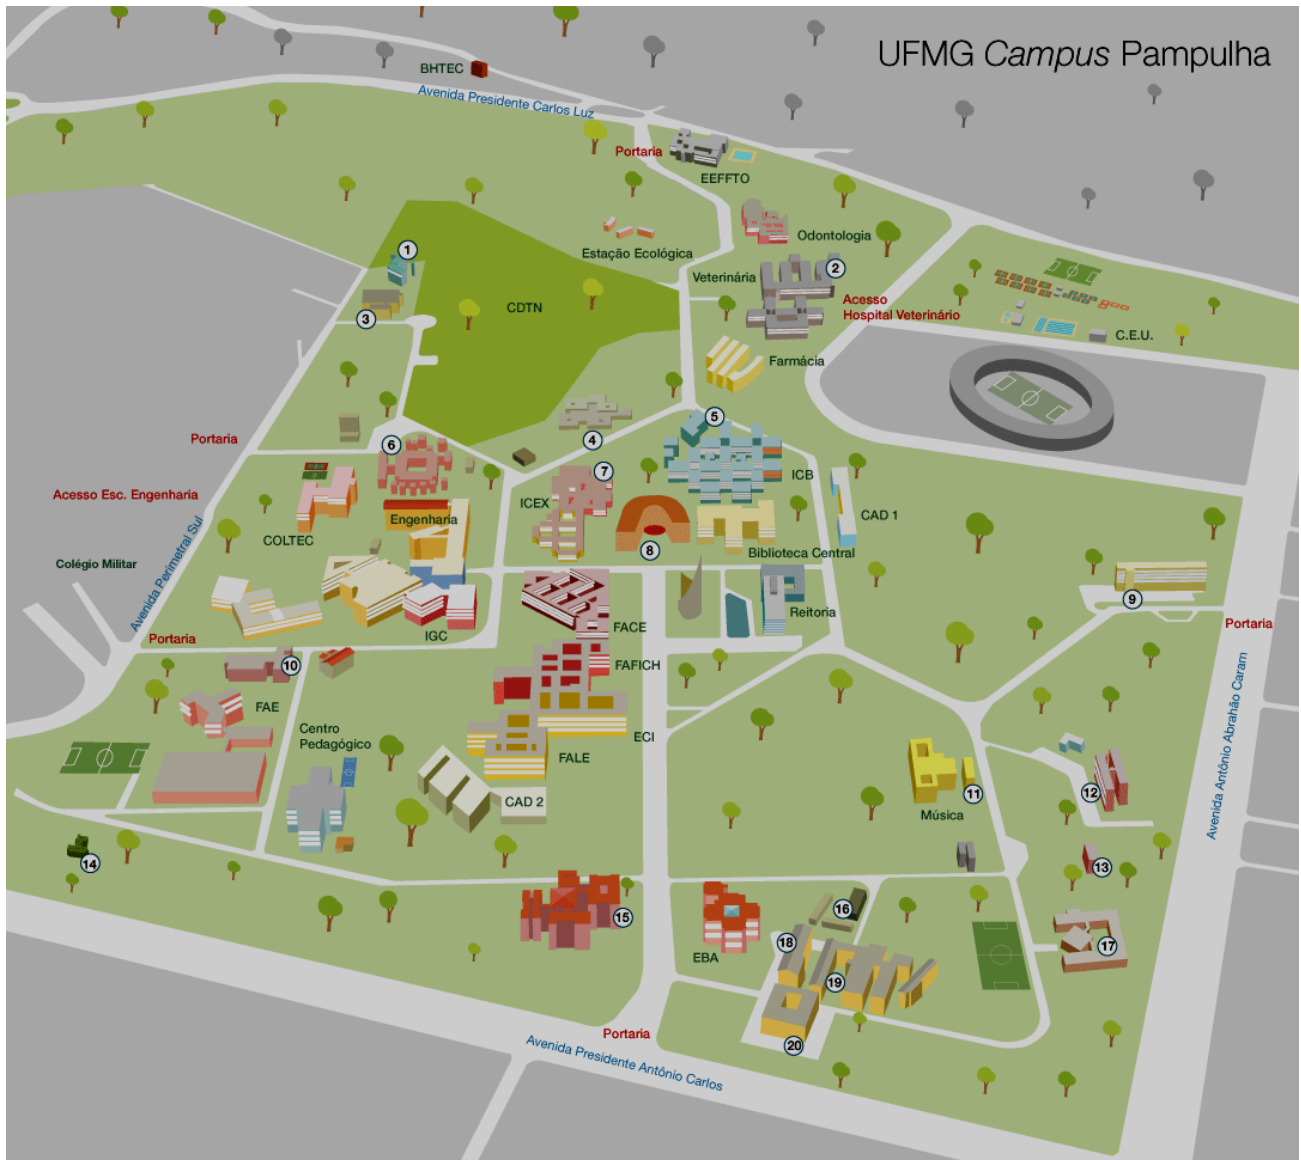 UFMG Campus Pampulha
BHTEC
Avenida Presidente Carlos Luz
Portaria
EEFFTO
Odontologia
Estação Ecológica
1
Veterinária
2
CDTN
Acesso
Hospital Veterinário
3
C.E.U.
Farmácia
4
5
Portaria
6
7
ICB
Acesso Esc. Engenharia
ICEX
Engenharia
CAD 1
COLTEC
8
Biblioteca Central
Colégio Militar
Avenida Perimetral Sul
9
Reitoria
FACE
IGC
Portaria
Portaria
10
FAFICH
FAE
Centro
Pedagógico
ECI
FALE
Avenida Antônio Abrahão Caram
11
12
CAD 2
Música
14
13
15
16
17
18
EBA
19
Portaria
20
Avenida Presidente Antônio Carlos